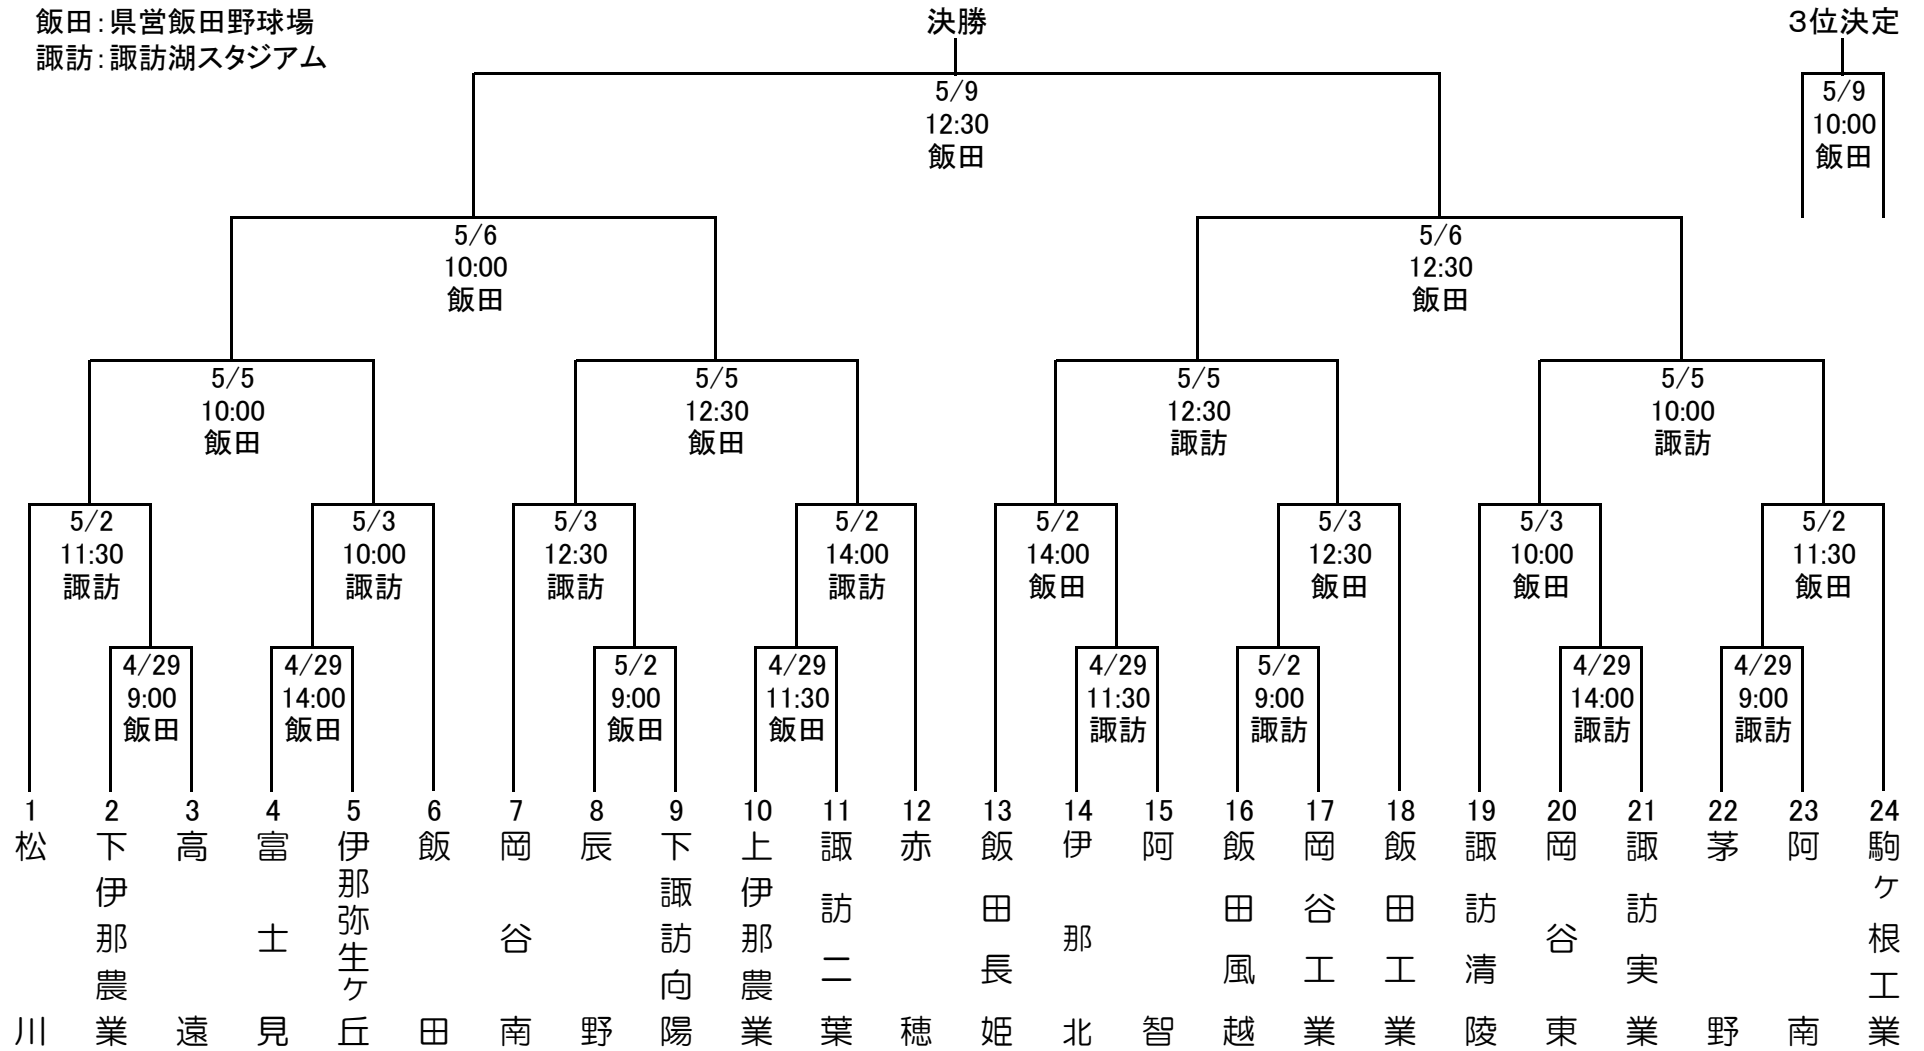 飯田：県営飯田野球場
諏訪：諏訪湖スタジアム
決勝
5/9
12:30
飯田
３位決定
5/9
10:00
飯田
5/6
10:00
飯田
5/6
12:30
飯田
5/5
10:00
飯田
5/5
12:30
飯田
5/5
12:30
諏訪
5/5
10:00
諏訪
5/2
11:30
諏訪
5/3
10:00
諏訪
5/3
12:30
諏訪
5/2
14:00
諏訪
5/2
14:00
飯田
5/3
12:30
飯田
5/3
10:00
飯田
5/2
11:30
飯田
4/29
9:00
飯田
4/29
14:00
飯田
5/2
9:00
飯田
4/29
11:30
飯田
4/29
11:30
諏訪
5/2
9:00
諏訪
4/29
14:00
諏訪
4/29
9:00
諏訪
1
松川
2
下伊那農業
3
高遠
4
富士見
5
伊那弥生ヶ丘
6
飯田
7
岡谷南
8
辰野
9
下諏訪向陽
10
上伊那農業
11
諏訪二葉
12
赤穂
13
飯田長姫
14
伊那北
15
阿智
16
飯田風越
17
岡谷工業
18
飯田工業
19
諏訪清陵
20
岡谷東
21
諏訪実業
22
茅野
23
阿南
24
駒ヶ根工業